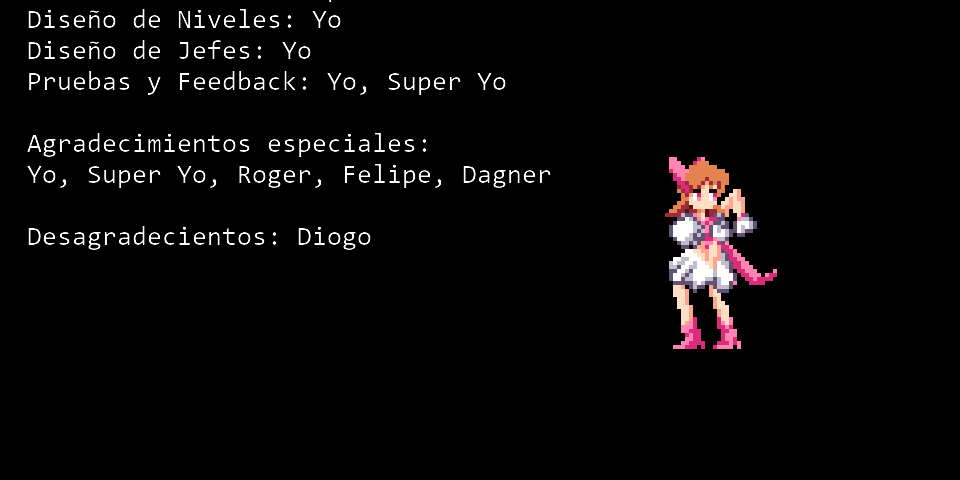 Diseño de Niveles: Yo
Diseño de Jefes: Yo
Pruebas y Feedback: Yo, Super Yo
Agradecimientos especiales:
Yo, Super Yo, Roger, Felipe, Dagner
Desagradecientos: Diogo